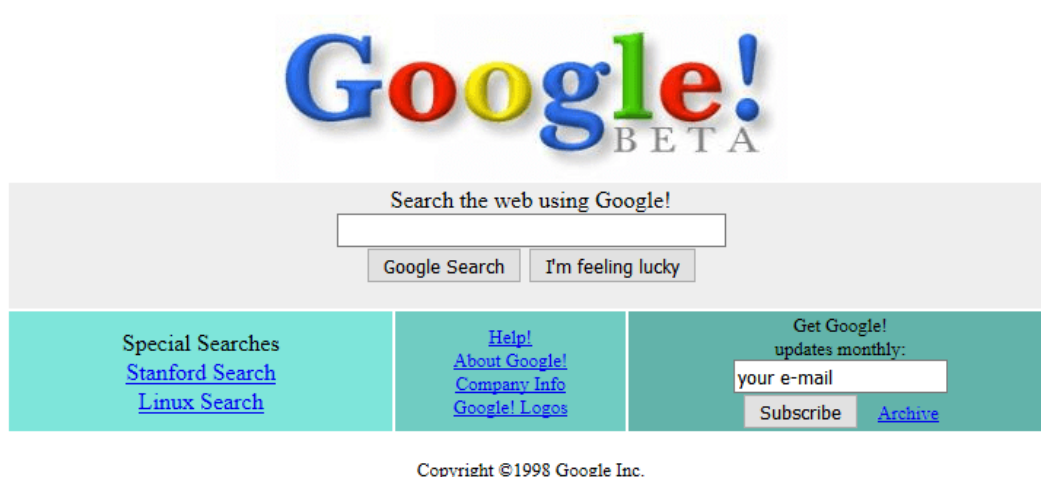 Google!
BETA
Search the web using Google!
Google Search
I'm feeling lucky
Special Searches
Stanford Search
Linux Search
Help!
About Google!
Company Info
Google! Logos
Get Google!
updates monthly:
your e-mail
Subscribe
Archive
Copyright ©1998 Google Inc.